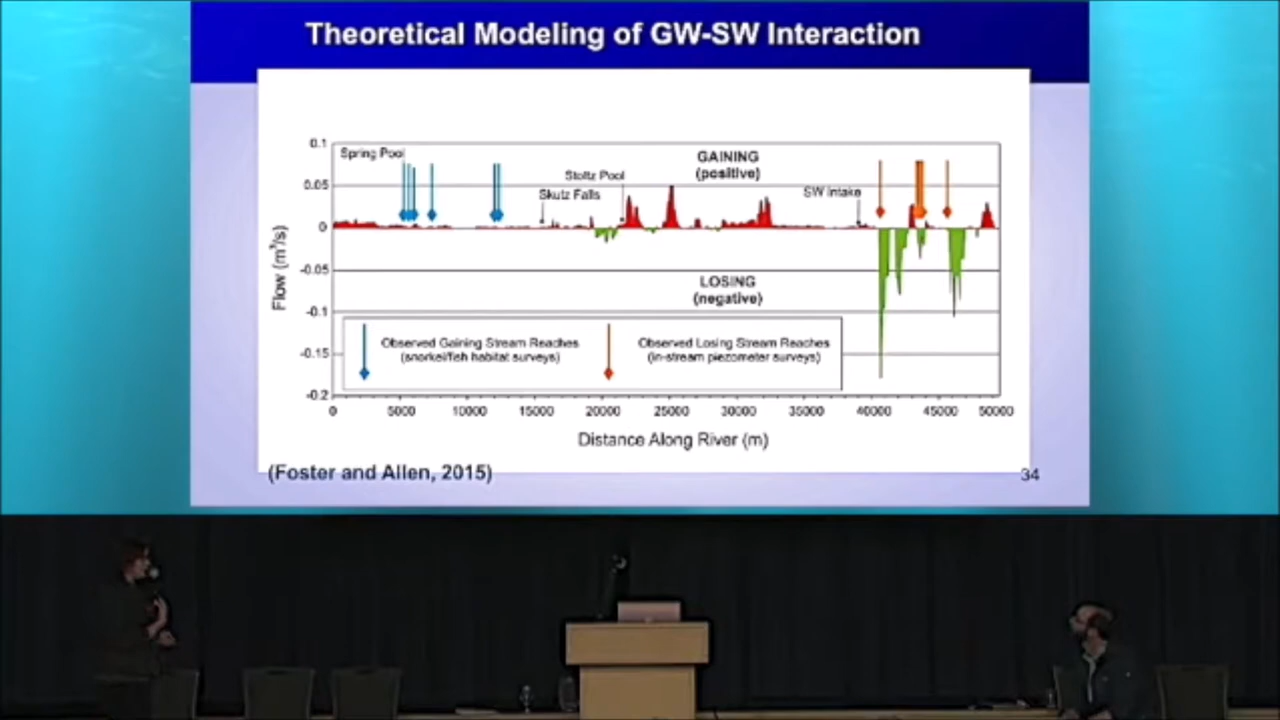 Theoretical Modeling of GW-SW Interaction
0.1
0.05
0
-0.05
-0.1
-0.15
-0.2
Flow (m³/s)
Spring Pool
Skutz Falls
Stoltz Pool
GAINING
(positive)
SW Intake
LOSING
(negative)
Observed Gaining Stream Reaches
(snorkel/fish habitat surveys)
Observed Losing Stream Reaches
(in-stream piezometer surveys)
0 5000 10000 15000 20000 25000 30000 35000 40000 45000 50000
Distance Along River (m)
(Foster and Allen, 2015)
34